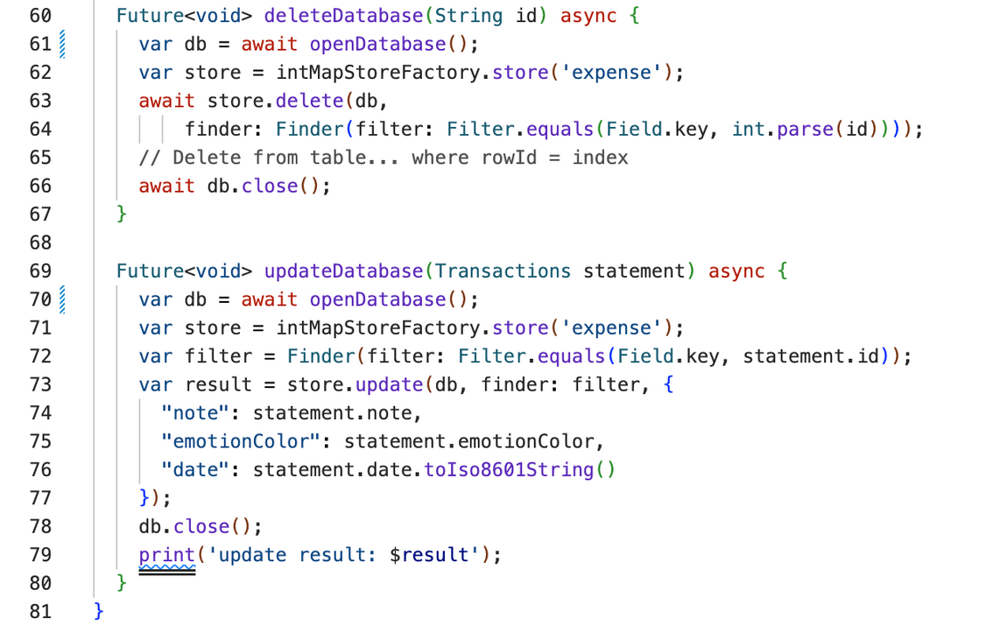 60 Future<void> deleteDatabase(String id) async {
61 var db = await openDatabase();
62 var store = intMapStoreFactory.store('expense');
63 await store.delete(db,
64 finder: Finder(filter: Filter.equals(Field.key, int.parse(id))));
65 // Delete from table... where rowId = index
66 await db.close();
67 }
68
69 Future<void> updateDatabase(Transactions statement) async {
70 var db = await openDatabase();
71 var store = intMapStoreFactory.store('expense');
72 var filter = Finder(filter: Filter.equals(Field.key, statement.id));
73 var result = store.update(db, finder: filter, {
74 "note": statement.note,
75 "emotionColor": statement.emotionColor,
76 "date": statement.date.toIso8601String()
77 });
78 db.close();
79 print('update result: $result');
80 }
81 }